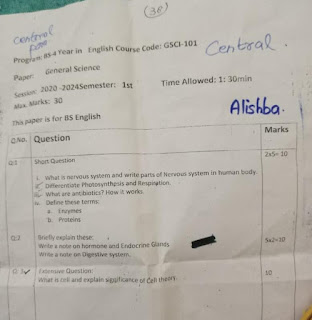 (38)
Central
Central.
Program: BS-4 Year in English Course Code: GSCI-101
Paper: General Science
Session: 2020 -2024 Semester: 1st Time Allowed: 1: 30min
Max. Marks: 30
Alishba.
This paper is for BS English
Q.No. Question Marks
Q.1 Short Question 2x5= 10
i. What is nervous system and write parts of Nervous system in human body.
ii. Differentiate Photosynthesis and Respiration.
iii. What are antibiotics? How it works.
iv. Define these terms:
a. Enzymes
b. Proteins
Q.2 Briefly explain these: 5x2=10
Write a note on hormone and Endocrine Glands
Write a note on Digestive system.
Q. 3 Extensive Question: 10
What is cell and explain significance of Cell theory.